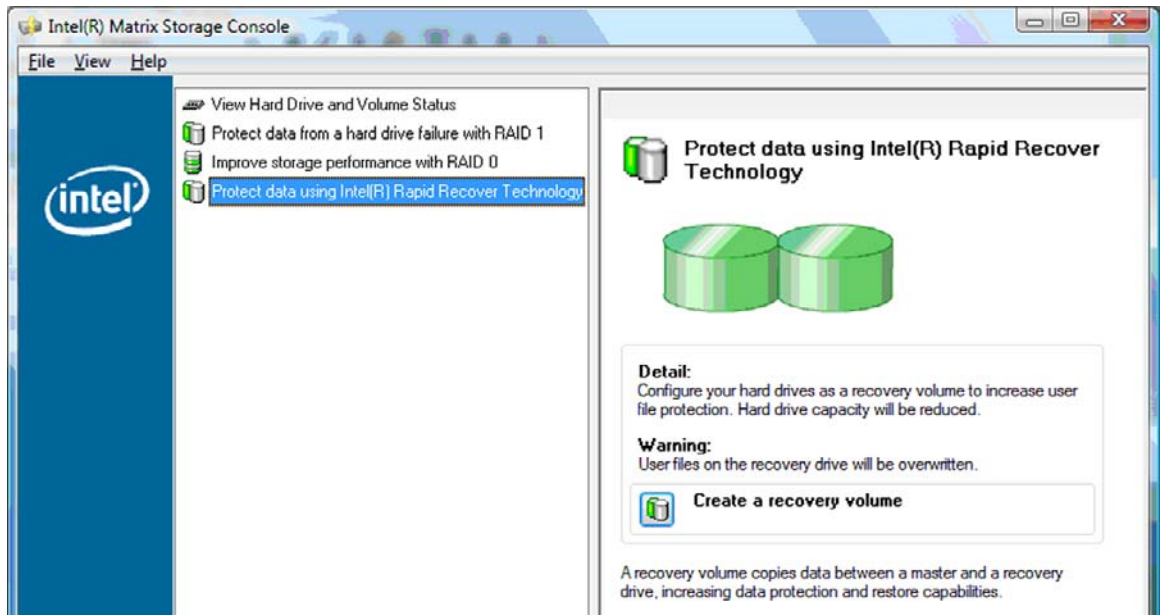 Intel(R) Matrix Storage Console
File View Help
intel
View Hard Drive and Volume Status
Protect data from a hard drive failure with RAID 1
Improve storage performance with RAID 0
Protect data using Intel(R) Rapid Recover Technology
Protect data using Intel(R) Rapid Recover
Technology
Detail:
Configure your hard drives as a recovery volume to increase user
file protection. Hard drive capacity will be reduced.
Warning:
User files on the recovery drive will be overwritten.
Create a recovery volume
A recovery volume copies data between a master and a recovery
drive, increasing data protection and restore capabilities.